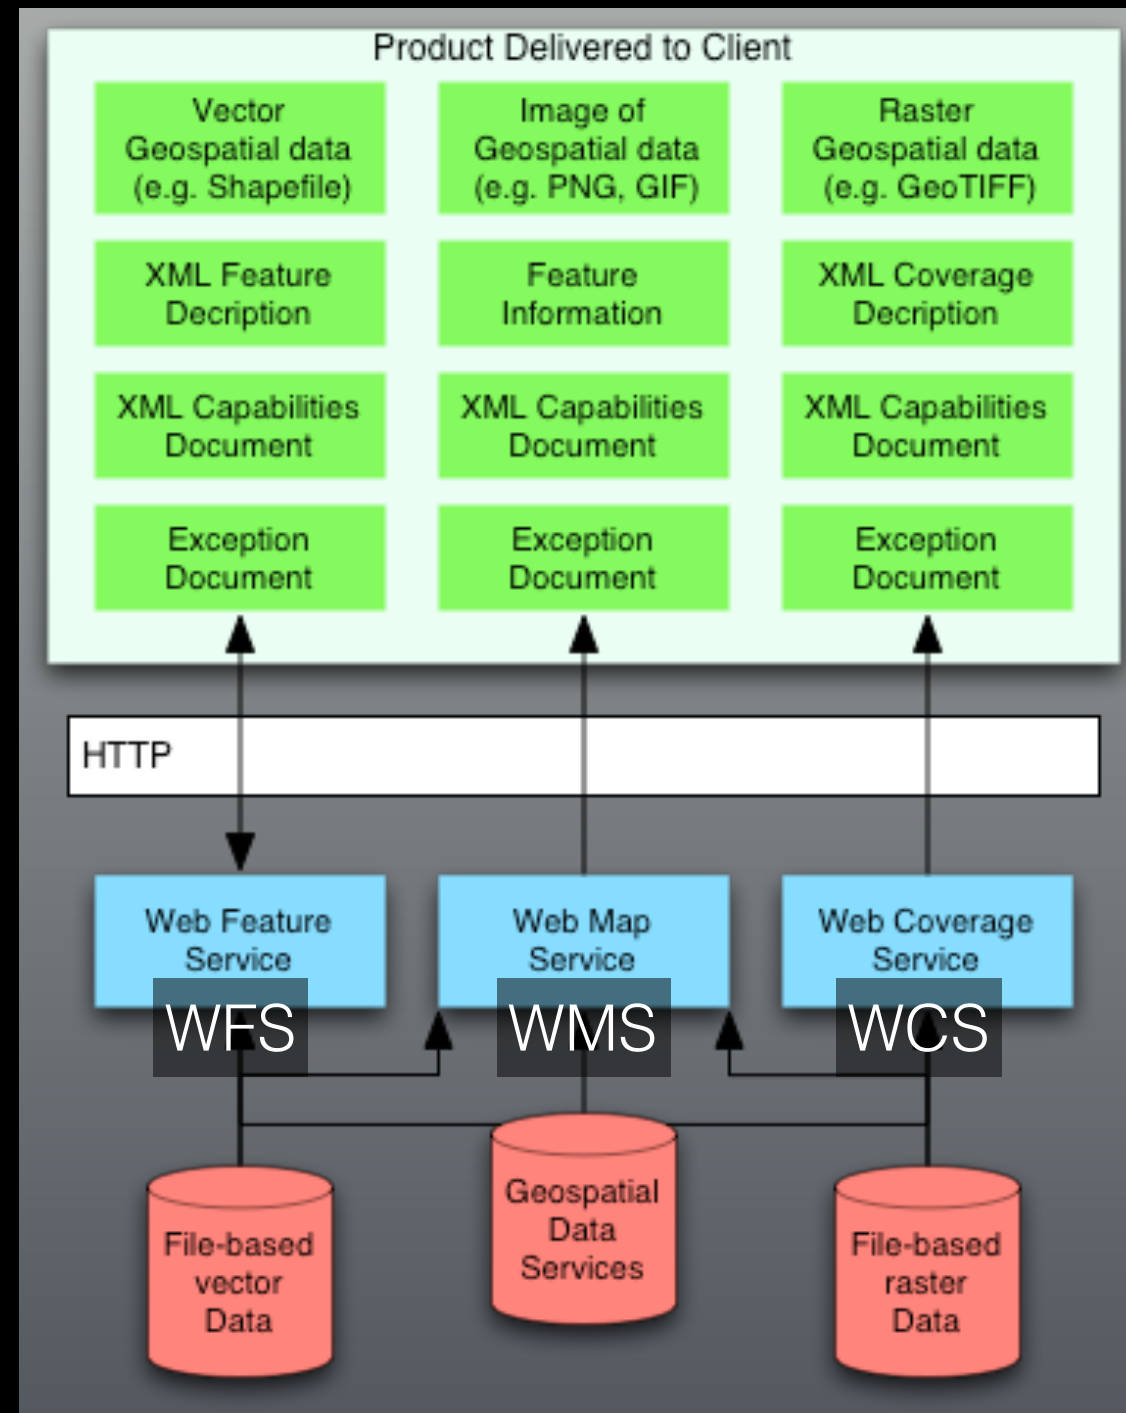 Product Delivered to Client
Vector
Geospatial data
(e.g. Shapefile)
Image of
Geospatial data
(e.g. PNG, GIF)
Raster
Geospatial data
(e.g. GeoTIFF)
XML Feature
Decription
Feature
Information
XML Coverage
Decription
XML Capabilities
Document
XML Capabilities
Document
XML Capabilities
Document
Exception
Document
Exception
Document
Exception
Document
HTTP
Web Feature
Service
Web Map
Service
Web Coverage
Service
WFS
WMS
WCS
File-based
vector
Data
Geospatial
Data
Services
File-based
raster
Data